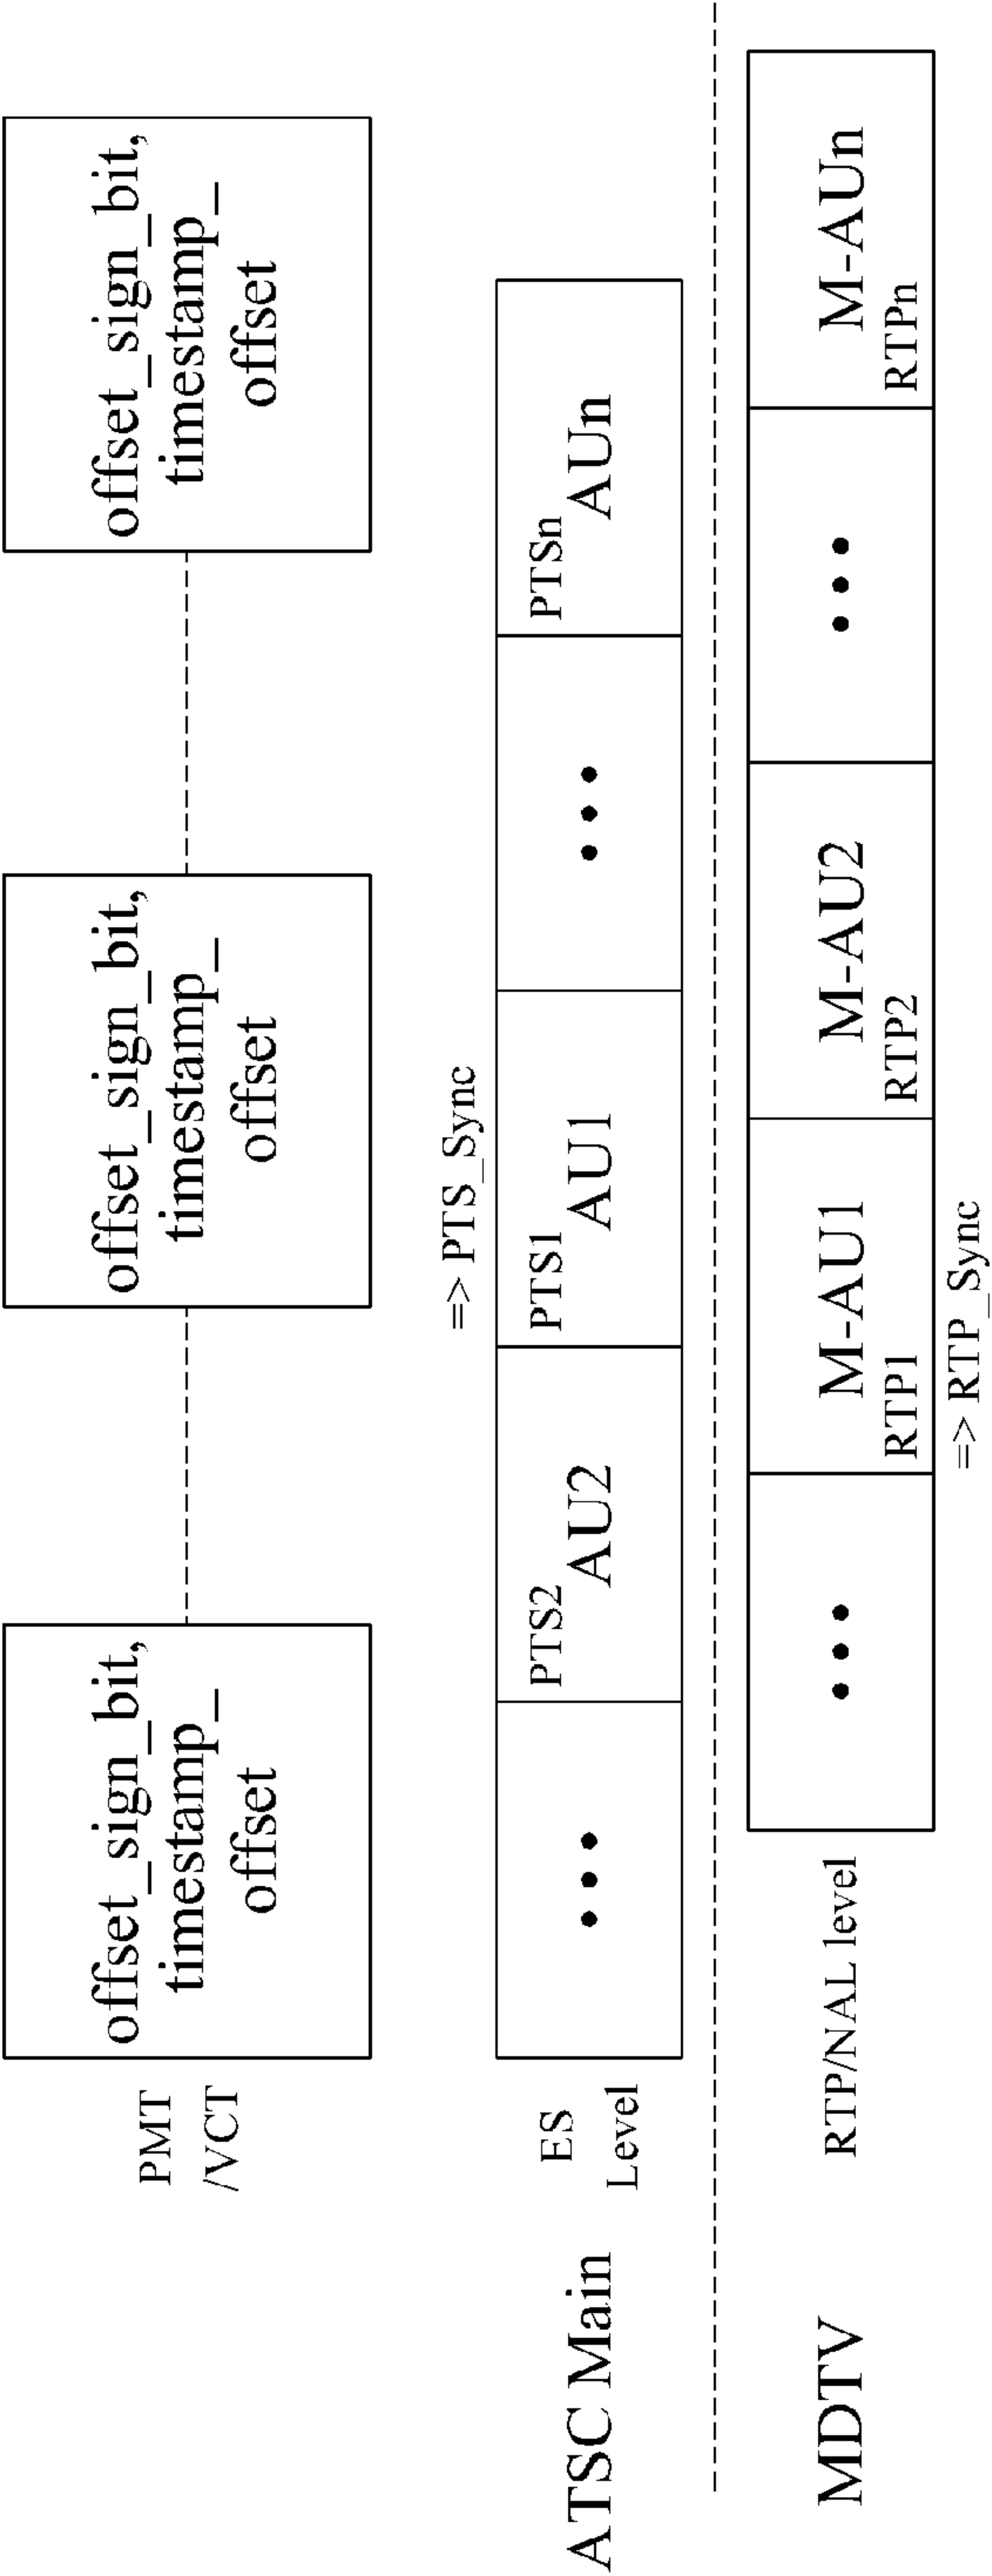 PMT
/VCT
offset_sign_bit,
timestamp_
offset
offset_sign_bit,
timestamp_
offset
offset_sign_bit,
timestamp_
offset
=> PTS_Sync
ATSC Main
ES
Level
•••
PTS2
AU2
PTS1
AU1
•••
PTSn
AUn
MDTV
RTP/NAL level
•••
M-AU1
RTP1
M-AU2
RTP2
•••
M-AUn
RTPn
=> RTP_Sync